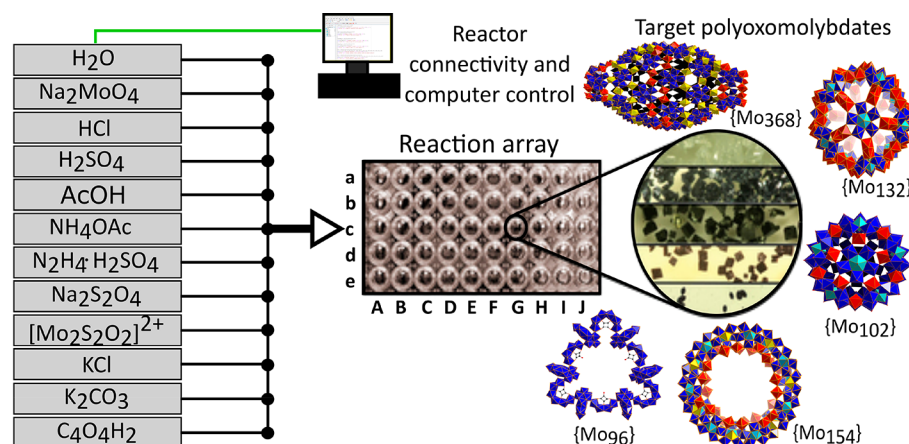 H2O
Na2MoO4
HCl
H2SO4
AcOH
NH4OAc
N2H4·H2SO4
Na2S2O4
[Mo2S2O2]2+
KCl
K2CO3
C4O4H2
Reactor
connectivity and
computer control
Target polyoxomolybdates
{Mo368}
{Mo132}
{Mo102}
{Mo154}
{Mo96}
Reaction array
a
b
c
d
e
A B C D E F G H I J